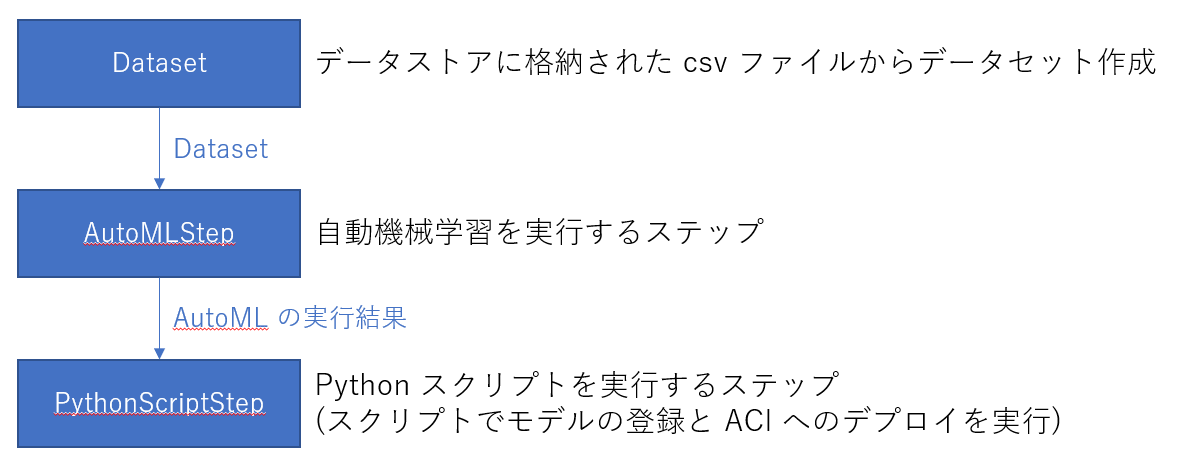 Dataset
データストアに格納された csv ファイルからデータセット作成
Dataset
AutoMLStep
自動機械学習を実行するステップ
AutoML の実行結果
PythonScriptStep
Python スクリプトを実行するステップ
(スクリプトでモデルの登録と ACI へのデプロイを実行)